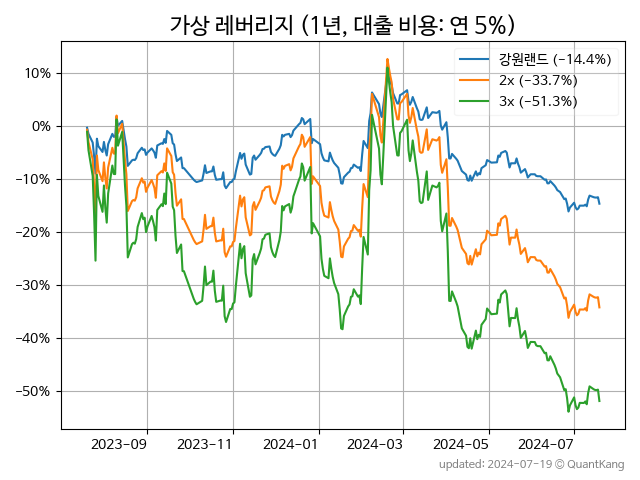 가상 레버리지 (1년, 대출 비용: 연 5%)
강원랜드 (−14.4%)
2x (−33.7%)
3x (−51.3%)
10%
0%
−10%
−20%
−30%
−40%
−50%
2023-09
2023-11
2024-01
2024-03
2024-05
2024-07
updated: 2024-07-19 © QuantKang